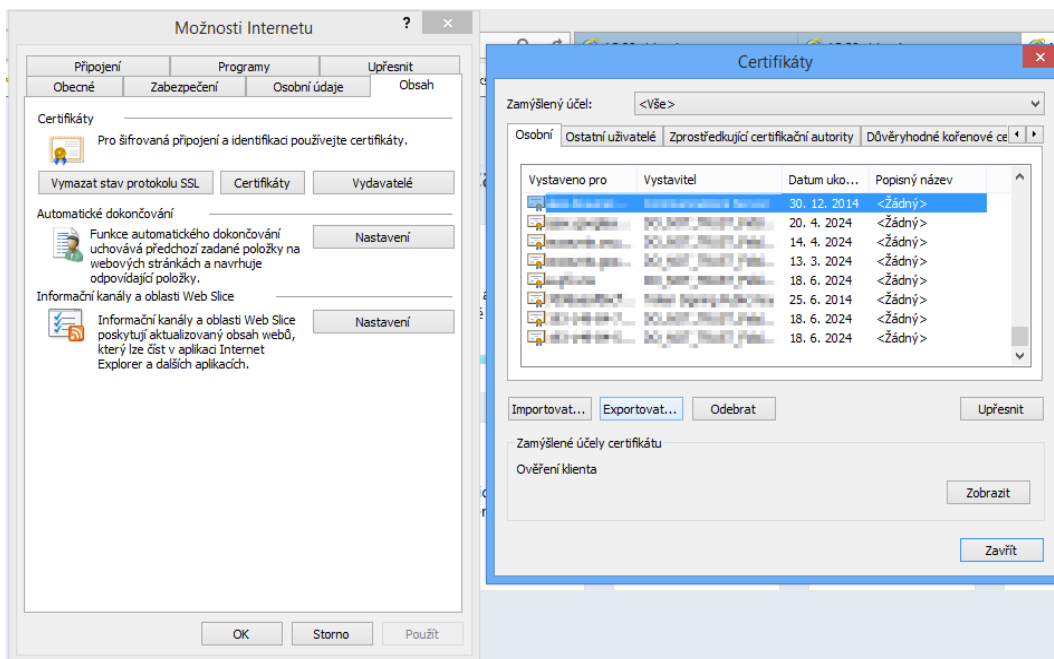 Možnosti Internetu
?
Připojení
Programy
Upřesnit
Obecné
Zabezpečení
Osobní údaje
Obsah
Certifikáty
Pro šifrovaná připojení a identifikaci používejte certifikáty.
Vymazat stav protokolu SSL
Certifikáty
Vydavatelé
Automatické dokončování
Funkce automatického dokončování
uchovává předchozí zadané položky na
webových stránkách a navrhuje
odpovídající položky.
Nastavení
Informační kanály a oblasti Web Slice
Informační kanály a oblasti Web Slice
poskytují aktualizovaný obsah webů,
který lze číst v aplikaci Internet
Explorer a dalších aplikacích.
Nastavení
OK
Storno
Použít
Certifikáty
Zamýšlený účel:
<Vše>
Osobní
Ostatní uživatelé
Zprostředkující certifikační autority
Důvěryhodné kořenové ce
Vystaveno pro
Vystavitel
Datum uko...
Popisný název
30. 12. 2014 <Žádný>
20. 4. 2024 <Žádný>
14. 4. 2024 <Žádný>
13. 3. 2024 <Žádný>
18. 6. 2024 <Žádný>
25. 6. 2014 <Žádný>
18. 6. 2024 <Žádný>
18. 6. 2024 <Žádný>
Importovat...
Exportovat...
Odebrat
Upřesnit
Zamýšlené účely certifikátu
Ověření klienta
Zobrazit
Zavřít